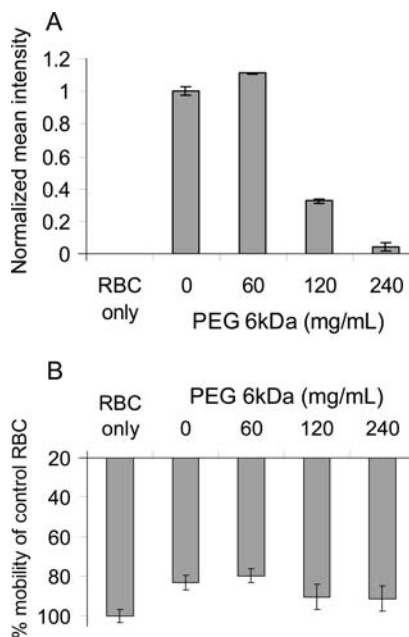 A
Normalized mean intensity
1.2
1
0.8
0.6
0.4
0.2
0
RBC only
0 60 120 240
PEG 6kDa (mg/mL)
B
RBC only
PEG 6kDa (mg/mL)
0 60 120 240
% mobility of control RBC
20
40
60
80
100